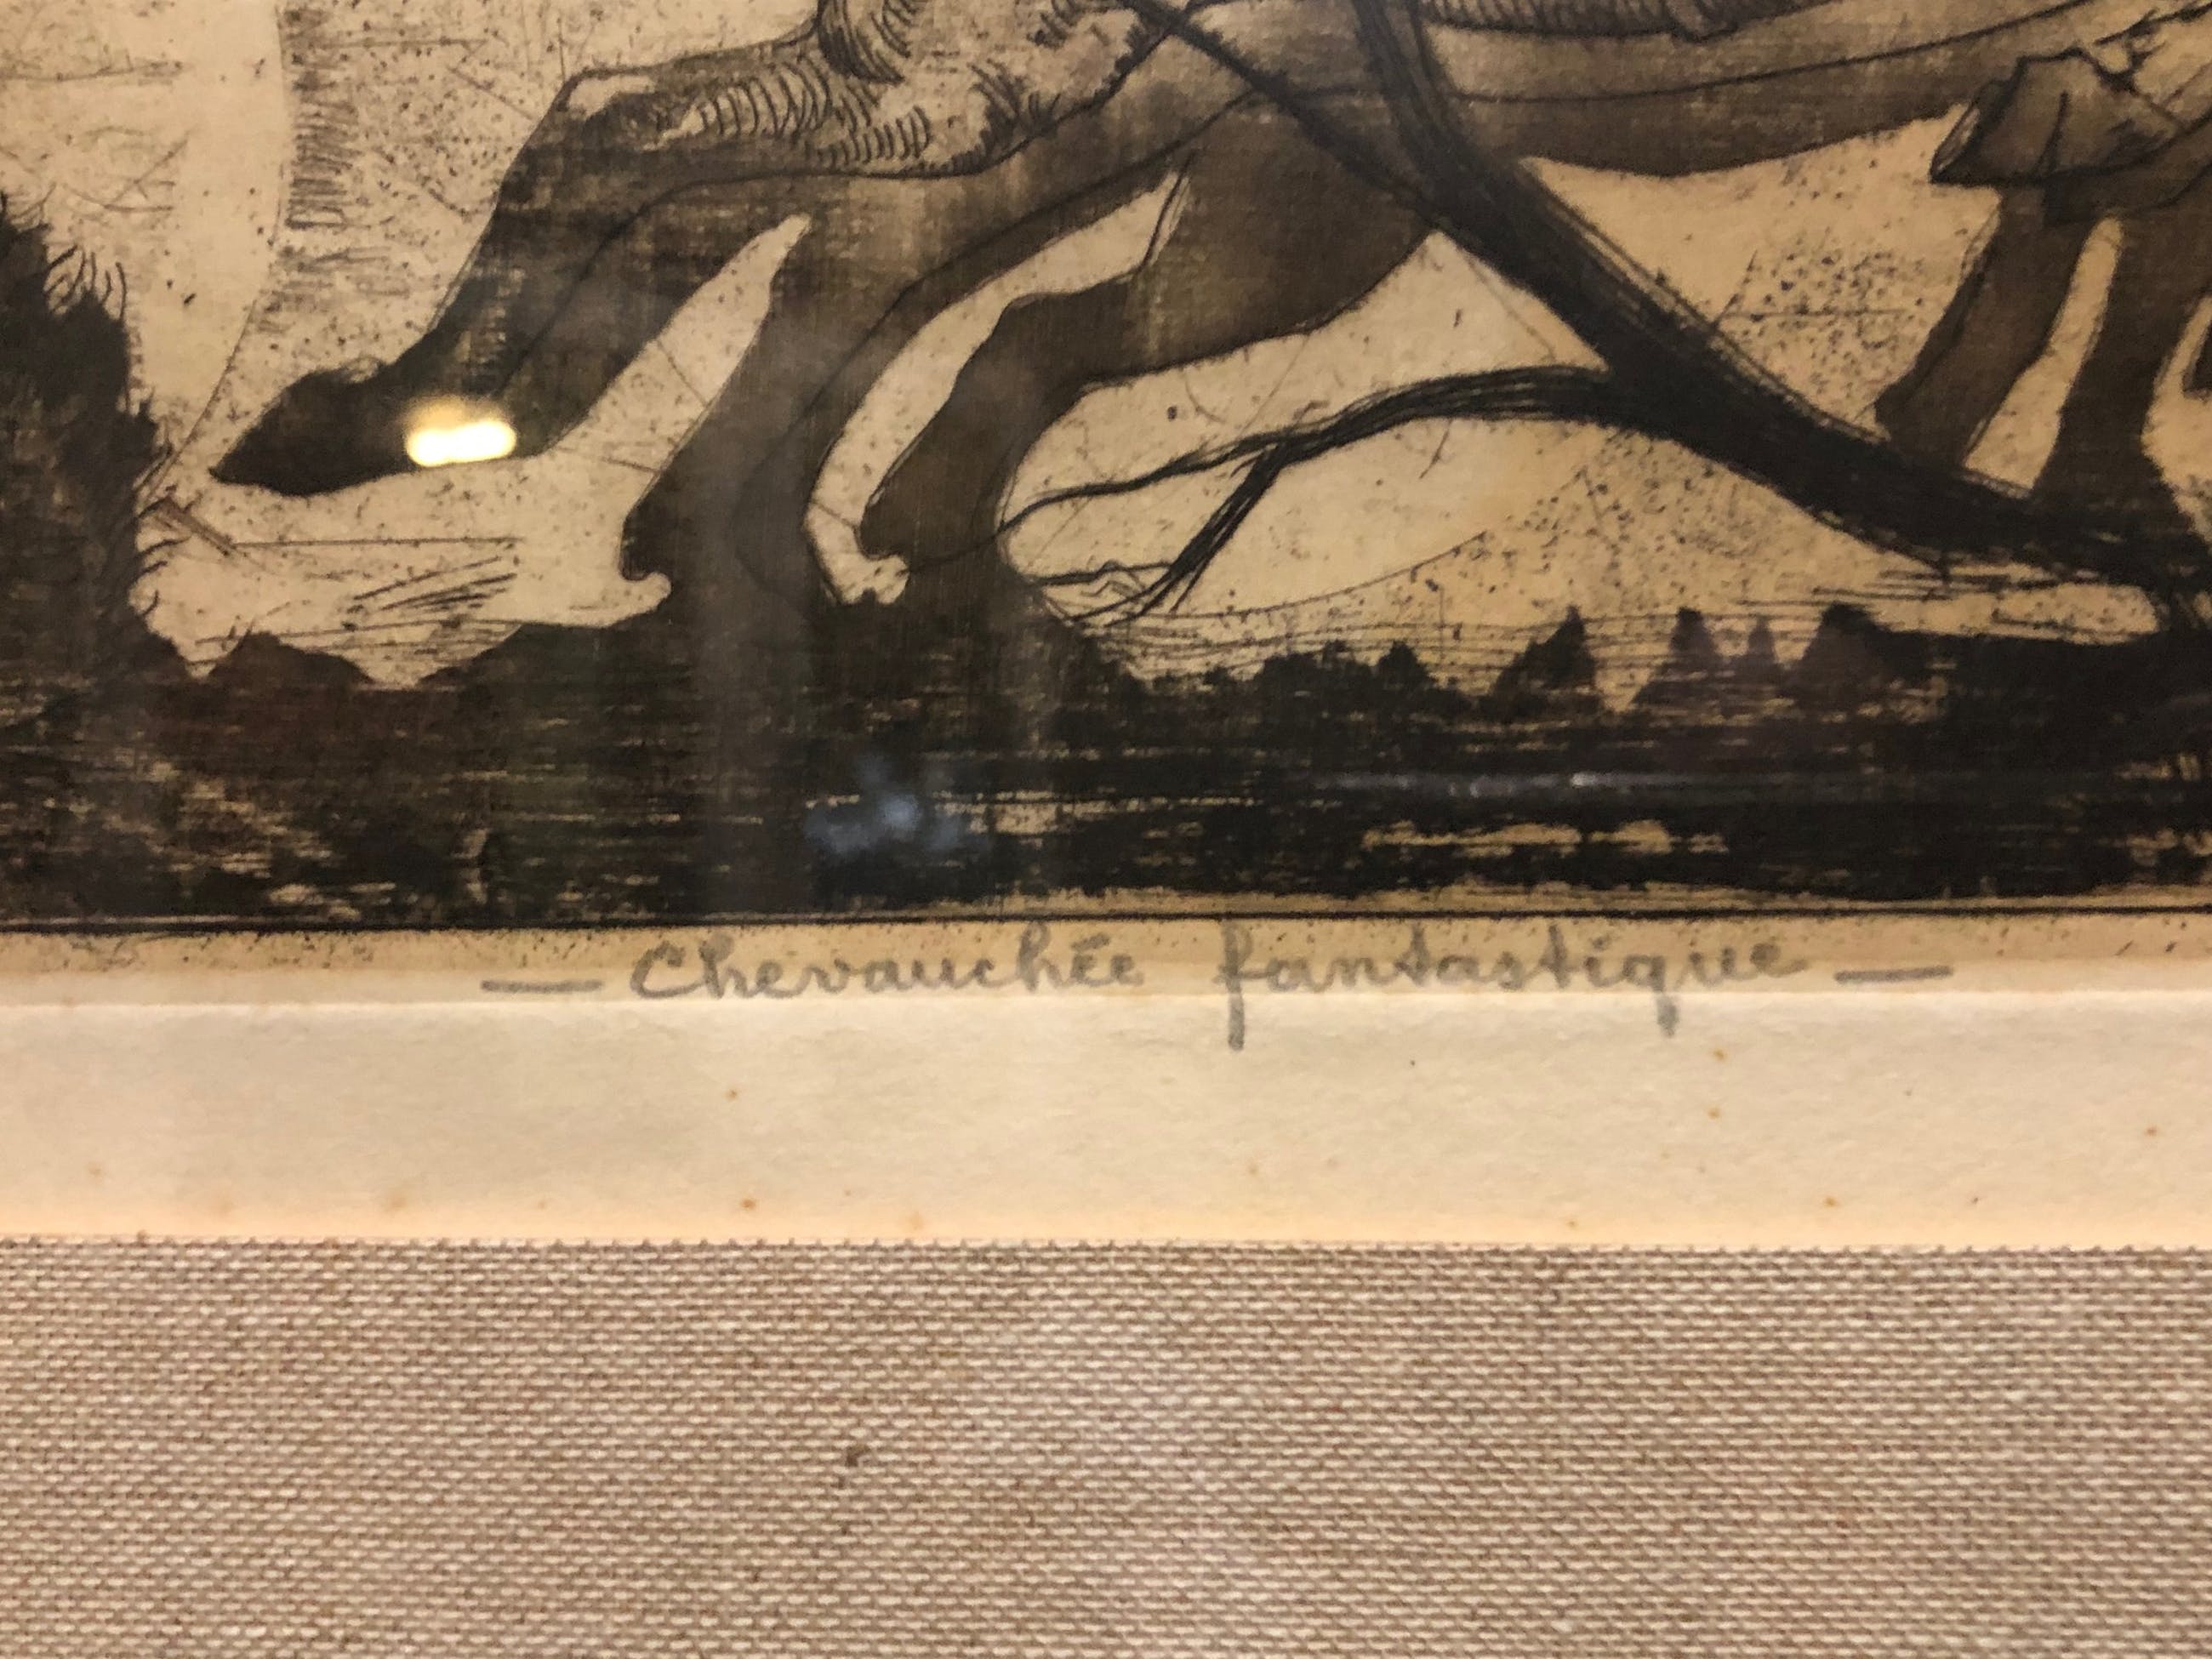 — Chevauchée fantastique —